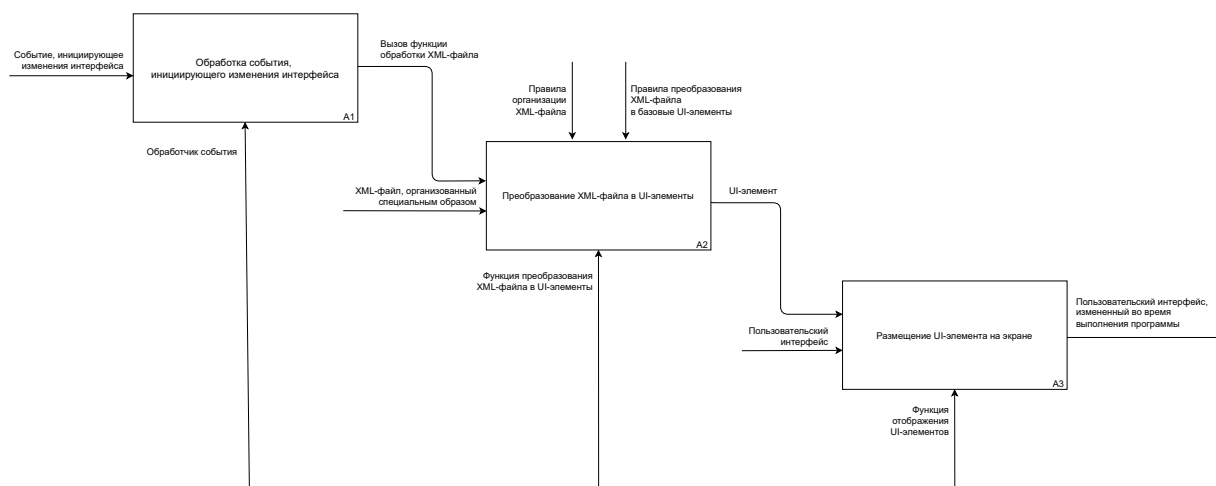 Событие, инициирующее
изменения интерфейса
Обработка события,
инициирующего изменения интерфейса
A1
Вызов функции
обработки XML-файла
Обработчик события
Правила
организации
XML-файла
Правила преобразования
XML-файла
в базовые UI-элементы
XML-файл, организованный
специальным образом
Преобразование XML-файла в UI-элементы
A2
UI-элемент
Функция преобразования
XML-файла в UI-элементы
Пользовательский
интерфейс
Размещение UI-элемента на экране
A3
Пользовательский интерфейс,
измененный во время
выполнения программы
Функция
отображения
UI-элементов